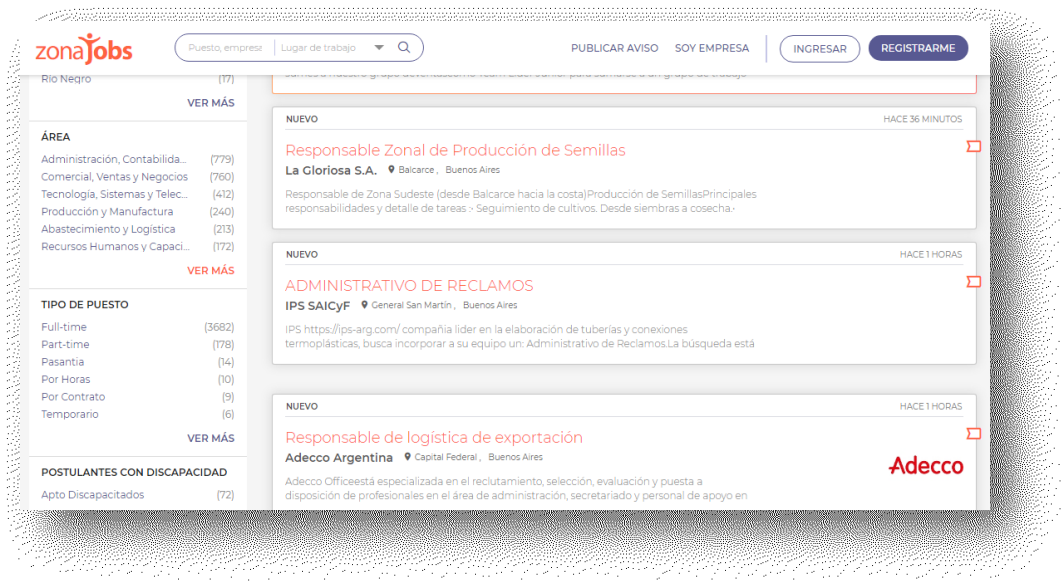 zonajobs
Puesto, empresa Lugar de trabajo
PUBLICAR AVISO SOY EMPRESA INGRESAR REGISTRARME
Río Negro (17)
VER MÁS
ÁREA
Administración, Contabilida... (779)
Comercial, Ventas y Negocios (760)
Tecnología, Sistemas y Telec... (412)
Producción y Manufactura (240)
Abastecimiento y Logística (213)
Recursos Humanos y Capaci... (172)
VER MÁS
TIPO DE PUESTO
Full-time (3682)
Part-time (178)
Pasantia (14)
Por Horas (10)
Por Contrato (9)
Temporario (6)
VER MÁS
POSTULANTES CON DISCAPACIDAD
Apto Discapacitados (72)
NUEVO HACE 36 MINUTOS
Responsable Zonal de Producción de Semillas
La Gloriosa S.A. Balcarce , Buenos Aires
Responsable de Zona Sudeste (desde Balcarce hacia la costa)Producción de SemillasPrincipales
responsabilidades y detalle de tareas :• Seguimiento de cultivos. Desde siembras a cosecha.•
NUEVO HACE 1 HORAS
ADMINISTRATIVO DE RECLAMOS
IPS SAICyF General San Martín , Buenos Aires
IPS https://ips-arg.com/ compañia lider en la elaboración de tuberías y conexiones
termoplásticas, busca incorporar a su equipo un: Administrativo de Reclamos.La búsqueda está
NUEVO HACE 1 HORAS
Responsable de logística de exportación
Adecco Argentina Capital Federal , Buenos Aires
Adecco
Adecco Officeestá especializada en el reclutamiento, selección, evaluación y puesta a
disposición de profesionales en el área de administración, secretariado y personal de apoyo en